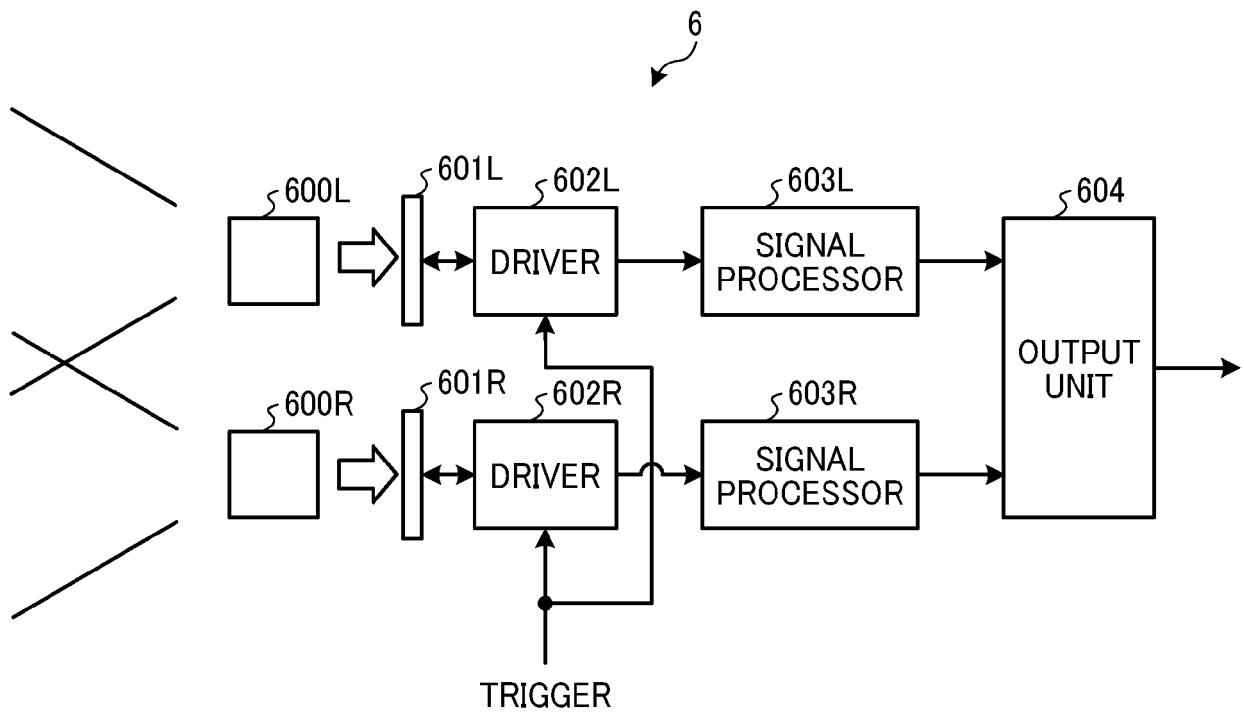 6
600L
601L
602L
603L
604
DRIVER
SIGNAL
PROCESSOR
OUTPUT
UNIT
600R
601R
602R
603R
DRIVER
SIGNAL
PROCESSOR
TRIGGER